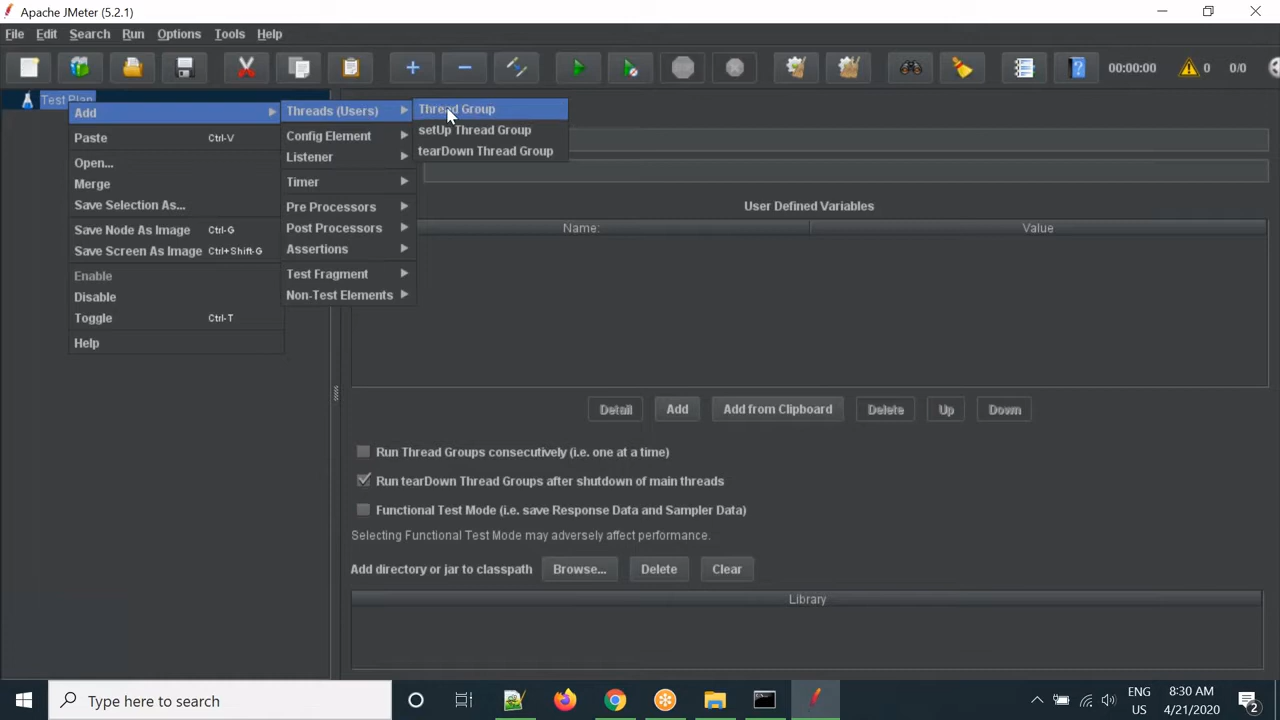 Apache JMeter (5.2.1)
File Edit Search Run Options Tools Help
00:00:00 0/0
Test Plan
Add
Paste Ctrl-V
Open...
Merge
Save Selection As...
Save Node As Image Ctrl-G
Save Screen As Image Ctrl+Shift-G
Enable
Disable
Toggle Ctrl-T
Help
Threads (Users)
Config Element
Listener
Timer
Pre Processors
Post Processors
Assertions
Test Fragment
Non-Test Elements
Thread Group
setUp Thread Group
tearDown Thread Group
User Defined Variables
Name: Value
Detail Add Add from Clipboard Delete Up Down
Run Thread Groups consecutively (i.e. one at a time)
Run tearDown Thread Groups after shutdown of main threads
Functional Test Mode (i.e. save Response Data and Sampler Data)
Selecting Functional Test Mode may adversely affect performance.
Add directory or jar to classpath Browse... Delete Clear
Library
Type here to search
ENG
US
8:30 AM
4/21/2020
2